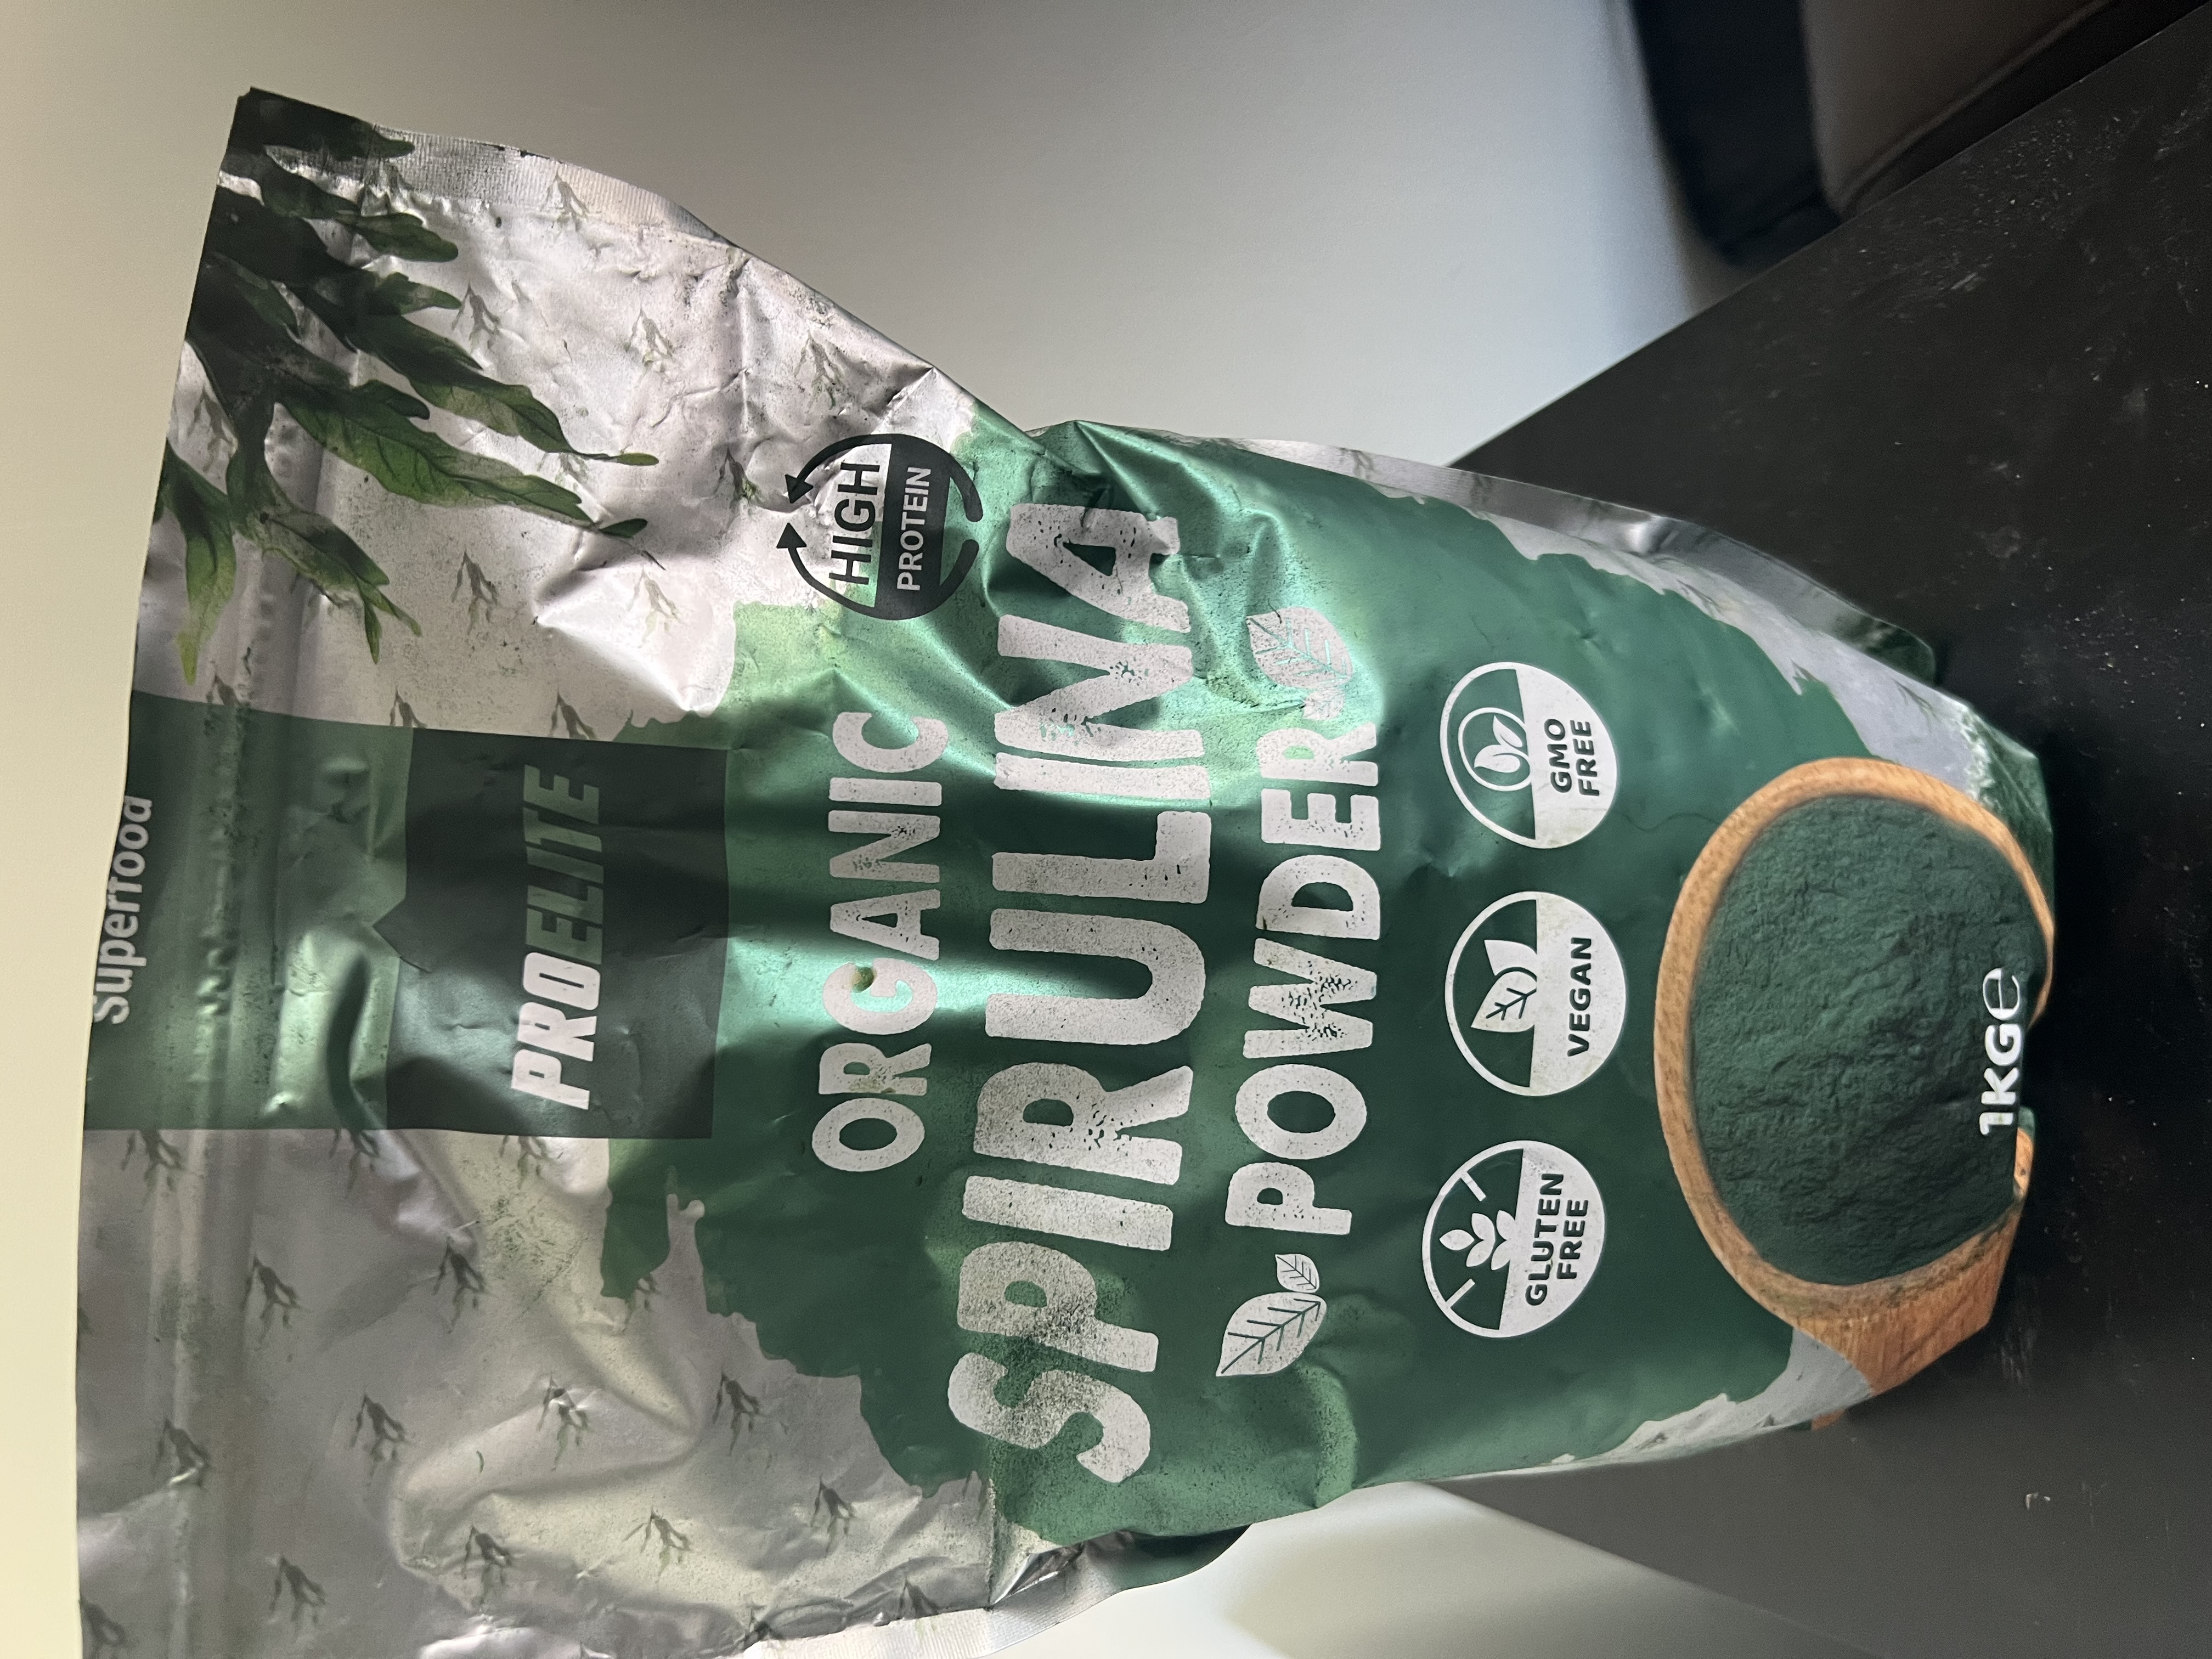 Superfood
PROELITE
ORGANIC
HIGH
PROTEIN
SPIRULINA
POWDER
GLUTEN
FREE
VEGAN
GMO
FREE
1KG℮